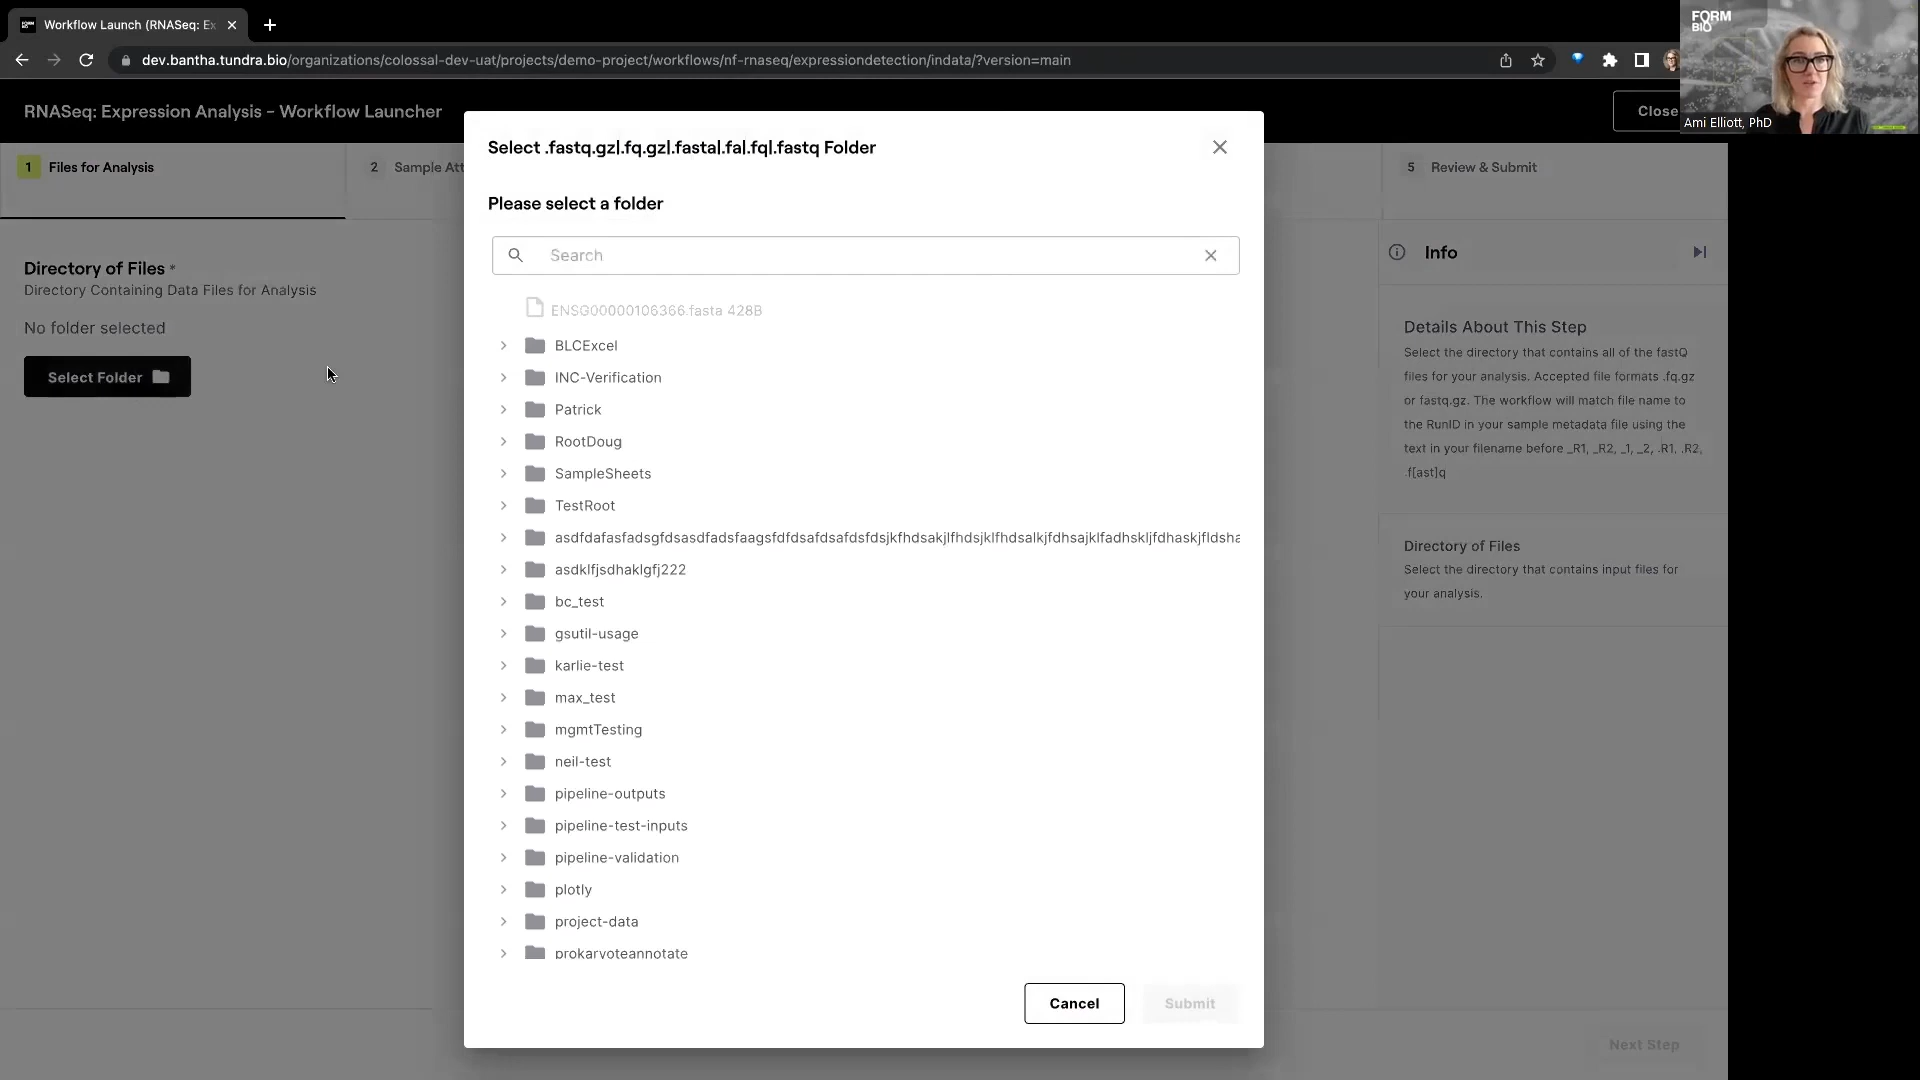 Workflow Launch (RNASeq: Ex
dev.bantha.tundra.bio/organizations/colossal-dev-uat/projects/demo-project/workflows/nf-rnaseq/expressiondetection/indata/?version=main
FORM
BIO
Ami Elliott, PhD
RNASeq: Expression Analysis - Workflow Launcher
Close
1 Files for Analysis
2 Sample Att
5 Review & Submit
Directory of Files *
Directory Containing Data Files for Analysis
No folder selected
Select Folder
Select .fastq.gz|.fq.gz|.fasta|.fa|.fq|.fastq Folder
Please select a folder
Search
ENSG00000106366.fasta 428B
BLCExcel
INC-Verification
Patrick
RootDoug
SampleSheets
TestRoot
asdfdafasfadsgfdsasdfadsfaagsfdfdsafdsafdsfdsjkfhdsakjlfhdsjklfhdsalkjfdhsajklfadhskljfdhaskjfldsha
asdklfjsdhaklgfj222
bc_test
gsutil-usage
karlie-test
max_test
mgmtTesting
neil-test
pipeline-outputs
pipeline-test-inputs
pipeline-validation
plotly
project-data
prokaryoteannotate
Cancel
Submit
Info
Details About This Step
Select the directory that contains all of the fastQ
files for your analysis. Accepted file formats .fq.gz
or fastq.gz. The workflow will match file name to
the RunID in your sample metadata file using the
text in your filename before _R1, _R2, _1, _2, .R1, .R2,
.f[ast]q
Directory of Files
Select the directory that contains input files for
your analysis.
Next Step